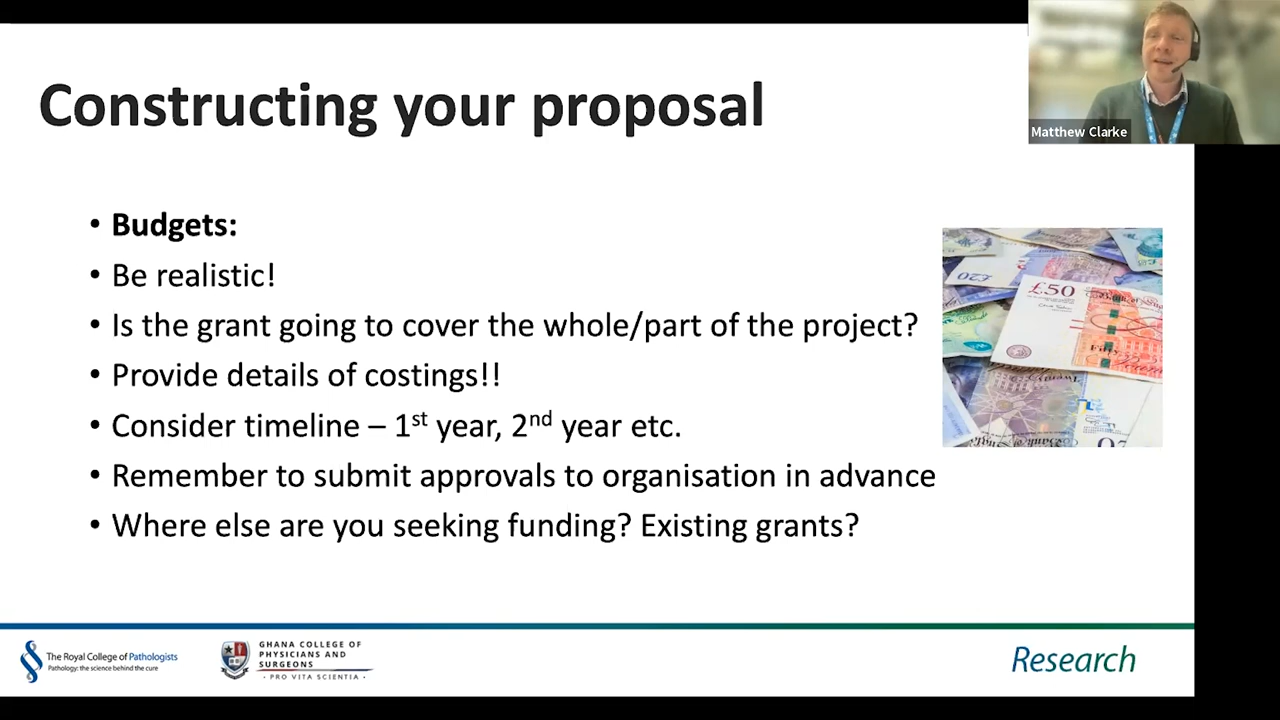 Constructing your proposal
Matthew Clarke
• Budgets:
• Be realistic!
• Is the grant going to cover the whole/part of the project?
• Provide details of costings!!
• Consider timeline – 1st year, 2nd year etc.
• Remember to submit approvals to organisation in advance
• Where else are you seeking funding? Existing grants?
£20
£50
Fifty
The Royal College of Pathologists
Pathology: the science behind the cure
GHANA COLLEGE OF
PHYSICIANS AND
SURGEONS
· PRO VITA SCIENTIA ·
Research